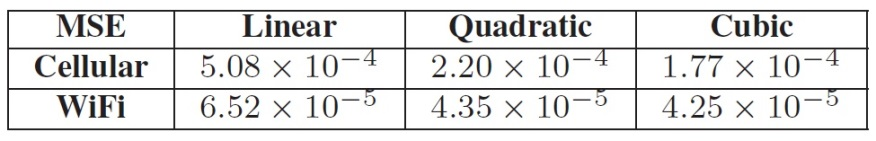 MSE Linear Quadratic Cubic
Cellular 5.08 × 10⁻⁴ 2.20 × 10⁻⁴ 1.77 × 10⁻⁴
WiFi 6.52 × 10⁻⁵ 4.35 × 10⁻⁵ 4.25 × 10⁻⁵